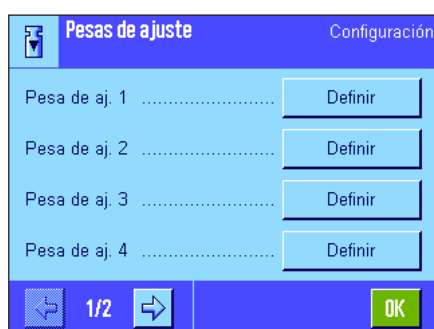 Pesas de ajuste Configuración
Pesa de aj. 1 ........................ Definir
Pesa de aj. 2 ........................ Definir
Pesa de aj. 3 ........................ Definir
Pesa de aj. 4 ........................ Definir
1/2 OK